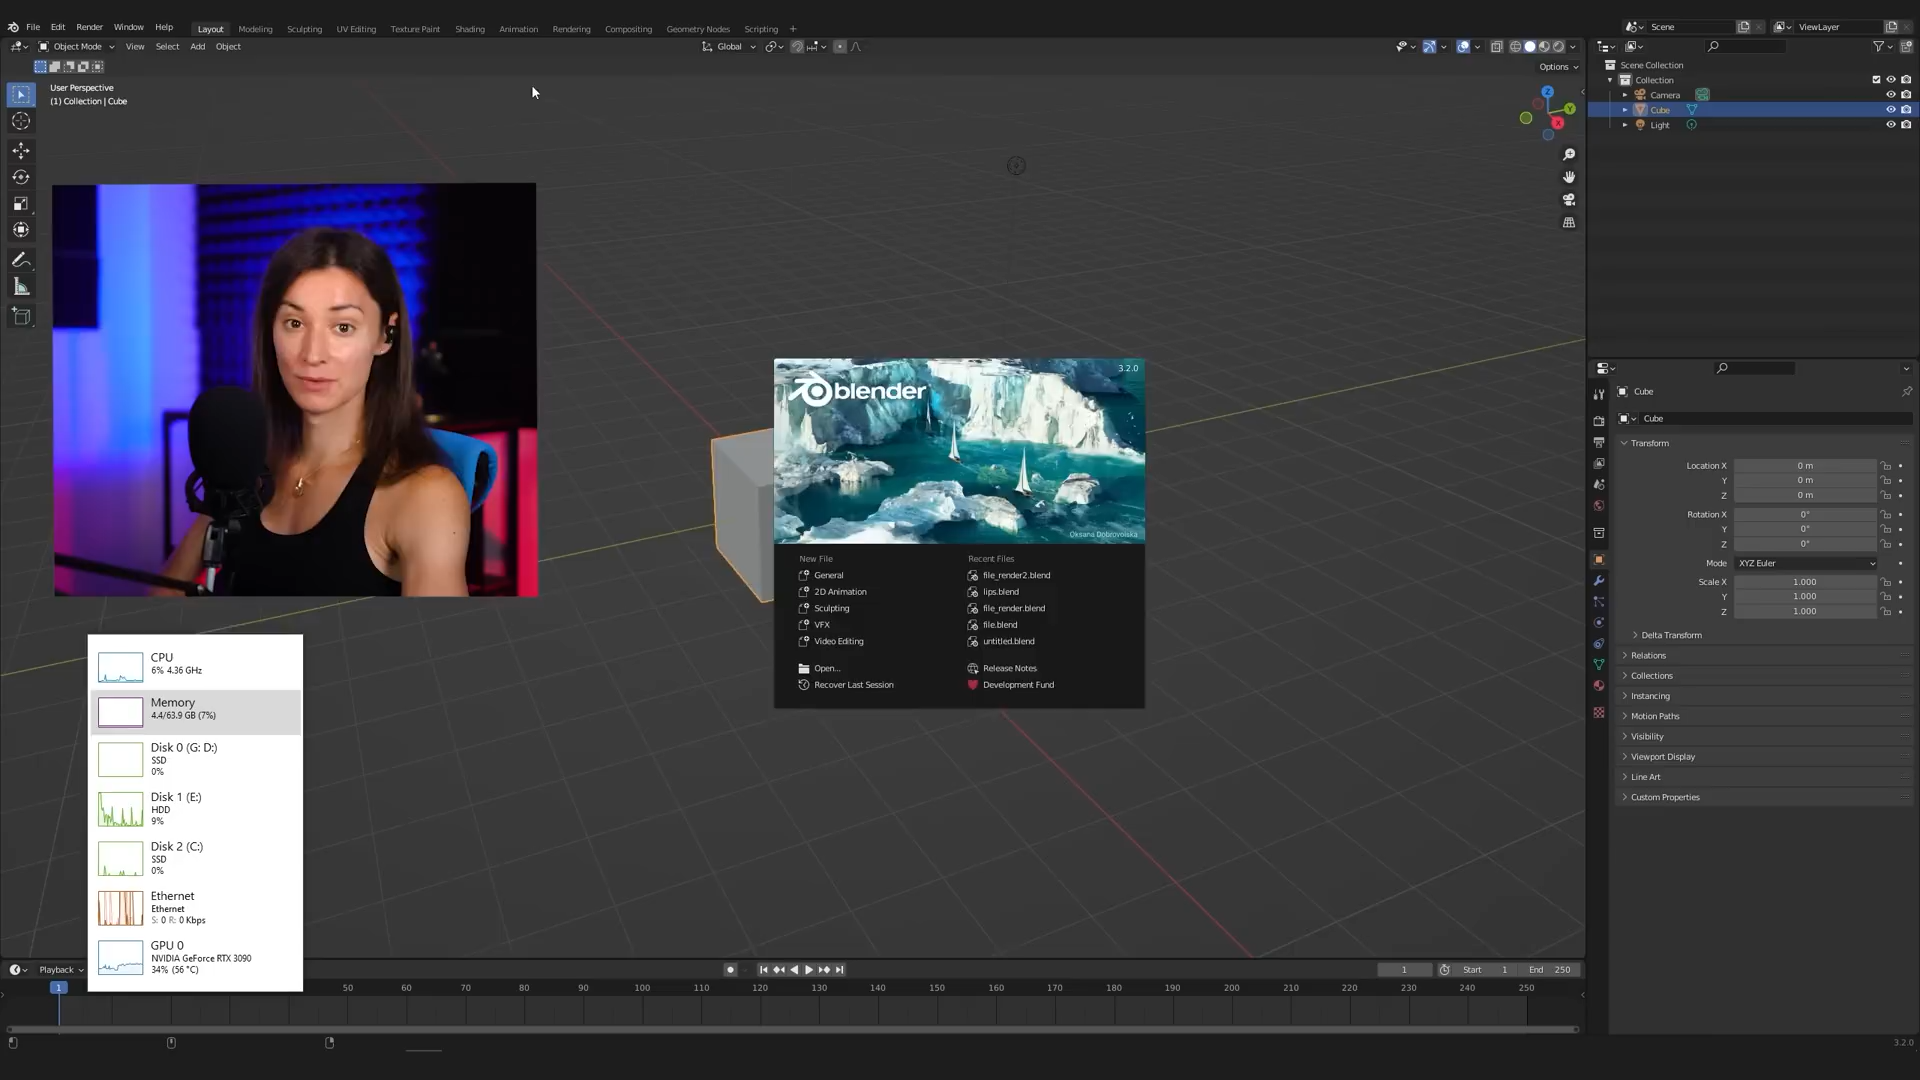 File Edit Render Window Help
Layout Modeling Sculpting UV Editing Texture Paint Shading Animation Rendering Compositing Geometry Nodes Scripting +
Scene
ViewLayer
Object Mode View Select Add Object
Global
Options
User Perspective
(1) Collection | Cube
Z
Y
X
Scene Collection
Collection
Camera
Cube
Light
blender
3.2.0
Oksana Dobrovolska
New File
General
2D Animation
Sculpting
VFX
Video Editing
Open...
Recover Last Session
Recent Files
file_render2.blend
lips.blend
file_render.blend
file.blend
untitled.blend
Release Notes
Development Fund
Cube
Cube
Transform
Location X 0 m
Y 0 m
Z 0 m
Rotation X 0°
Y 0°
Z 0°
Mode XYZ Euler
Scale X 1.000
Y 1.000
Z 1.000
Delta Transform
Relations
Collections
Instancing
Motion Paths
Visibility
Viewport Display
Line Art
Custom Properties
CPU
6% 4.36 GHz
Memory
4.4/63.9 GB (7%)
Disk 0 (G: D:)
SSD
0%
Disk 1 (E:)
HDD
9%
Disk 2 (C:)
SSD
0%
Ethernet
Ethernet
S: 0 R: 0 Kbps
GPU 0
NVIDIA GeForce RTX 3090
34% (56 °C)
Playback
1
Start 1
End 250
1 50 60 70 80 90 100 110 120 130 140 150 160 170 180 190 200 210 220 230 240 250
3.2.0